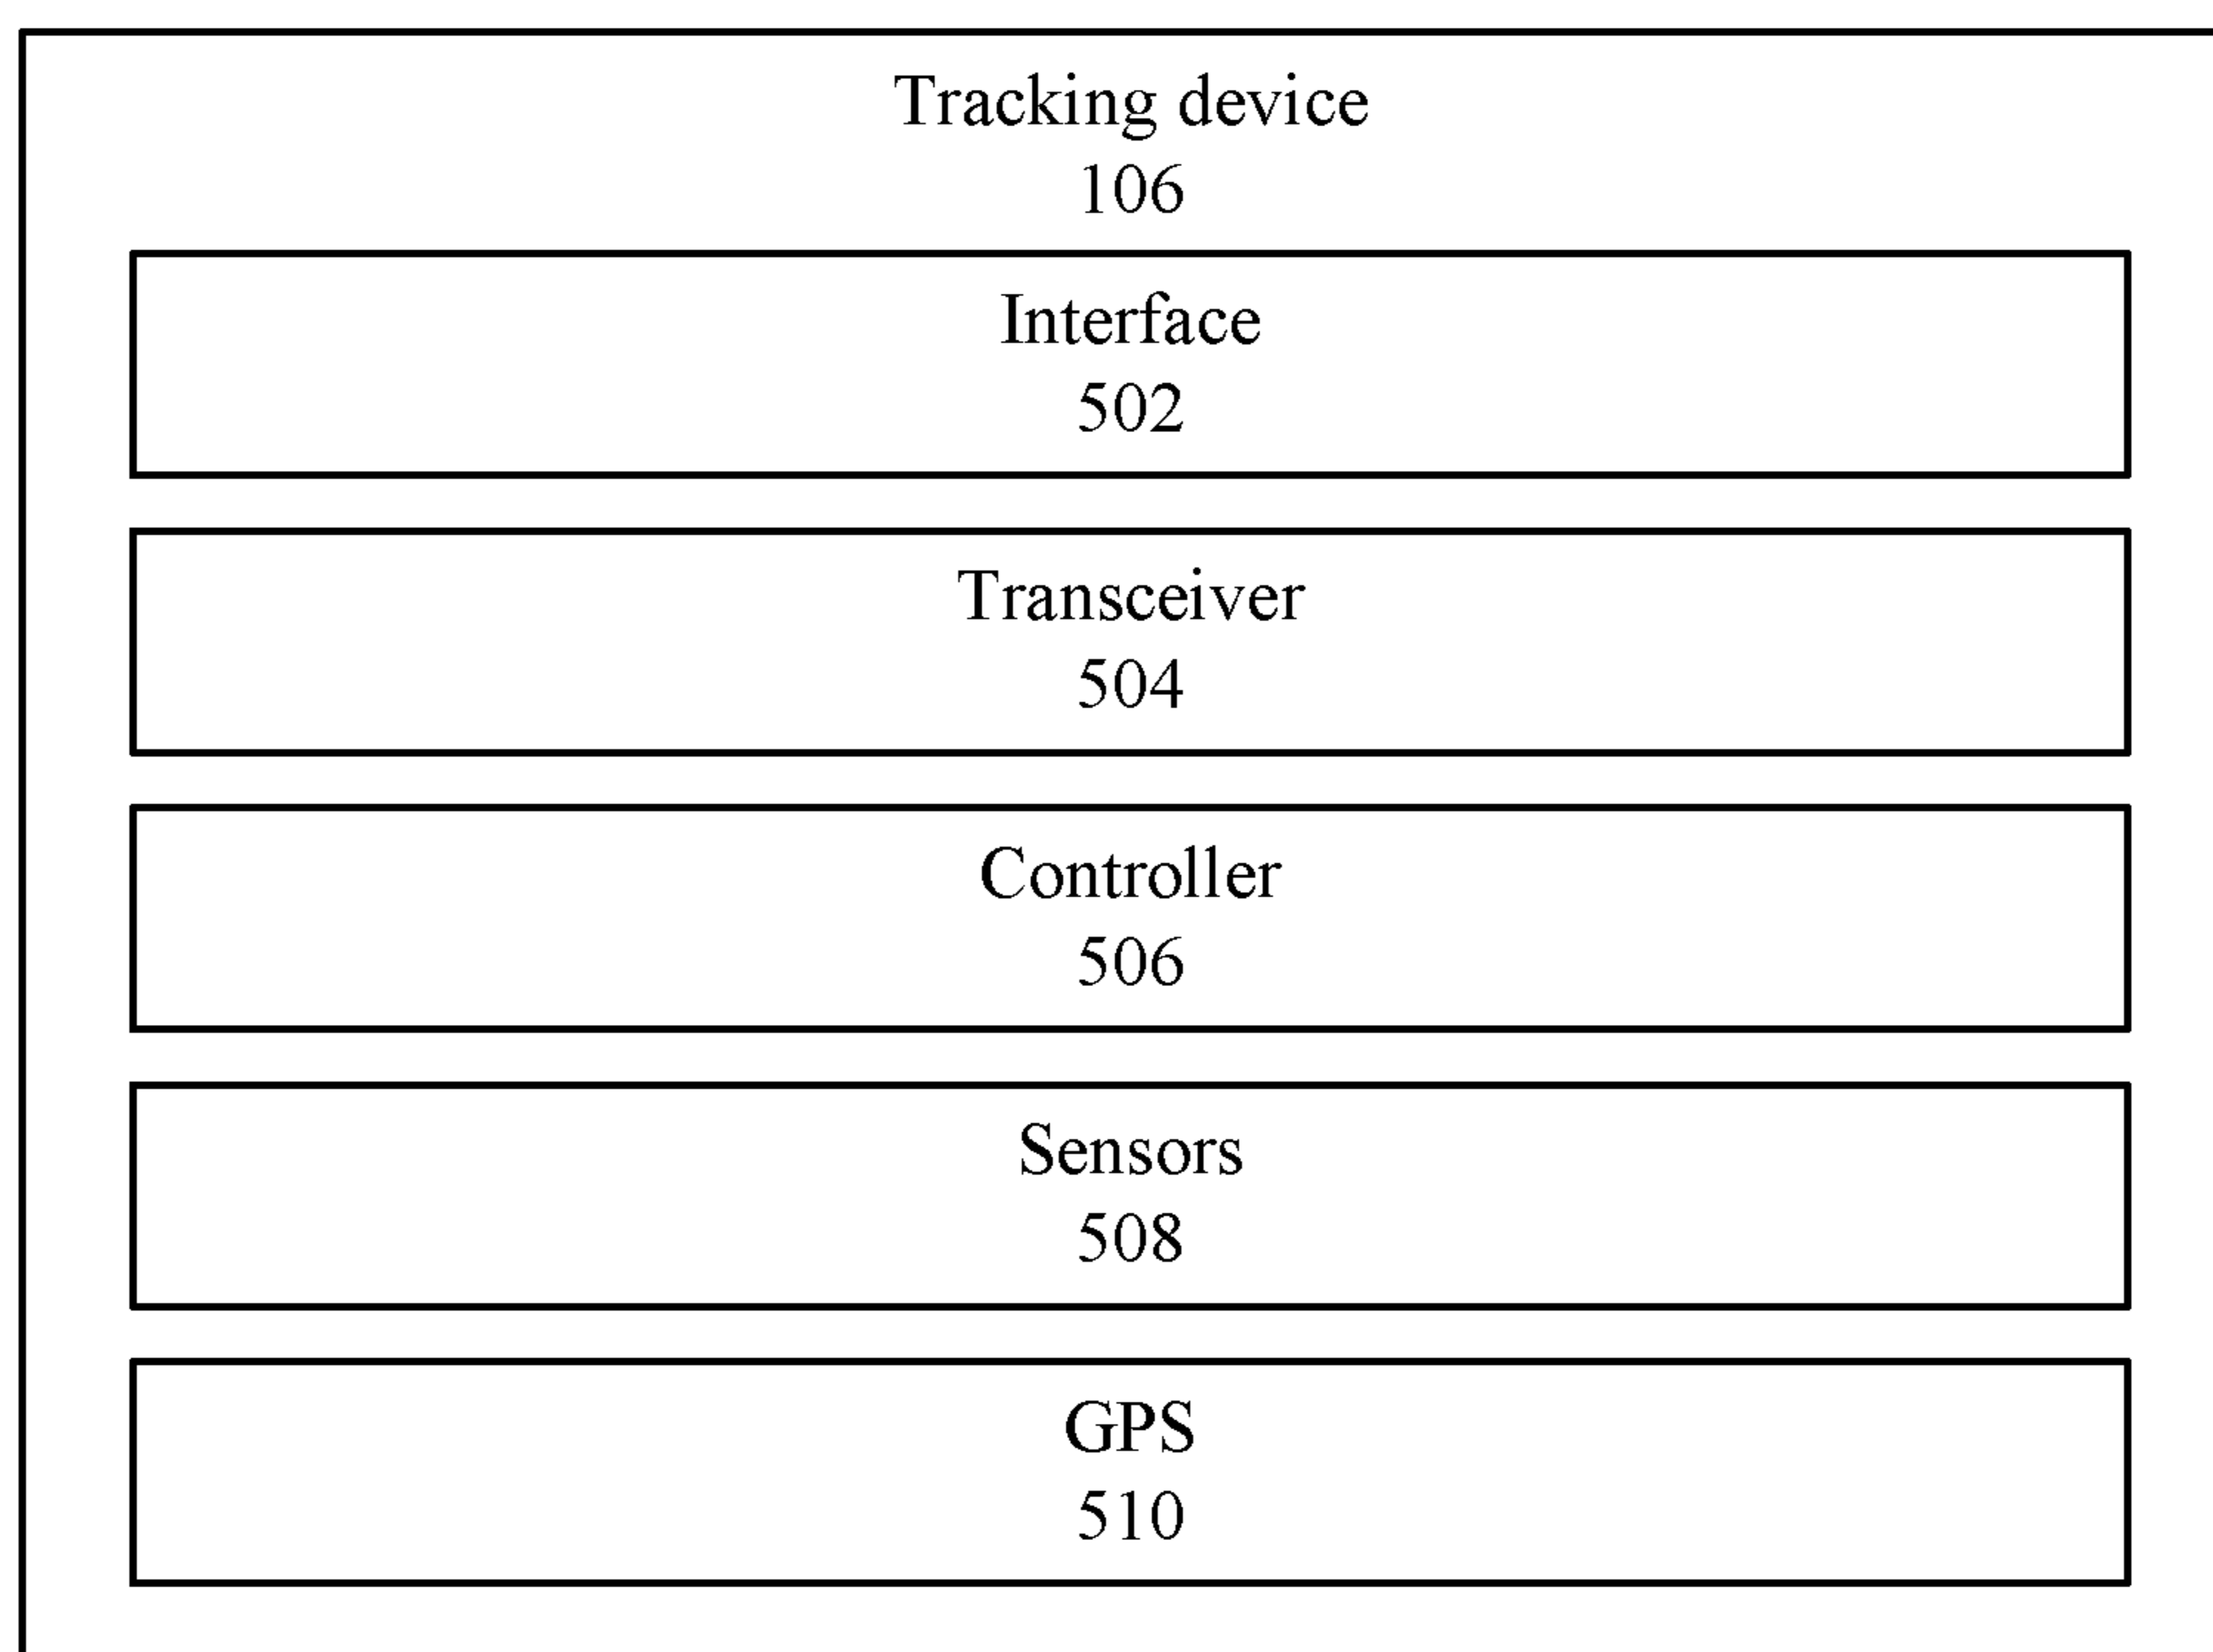 Tracking device
106
Interface
502
Transceiver
504
Controller
506
Sensors
508
GPS
510